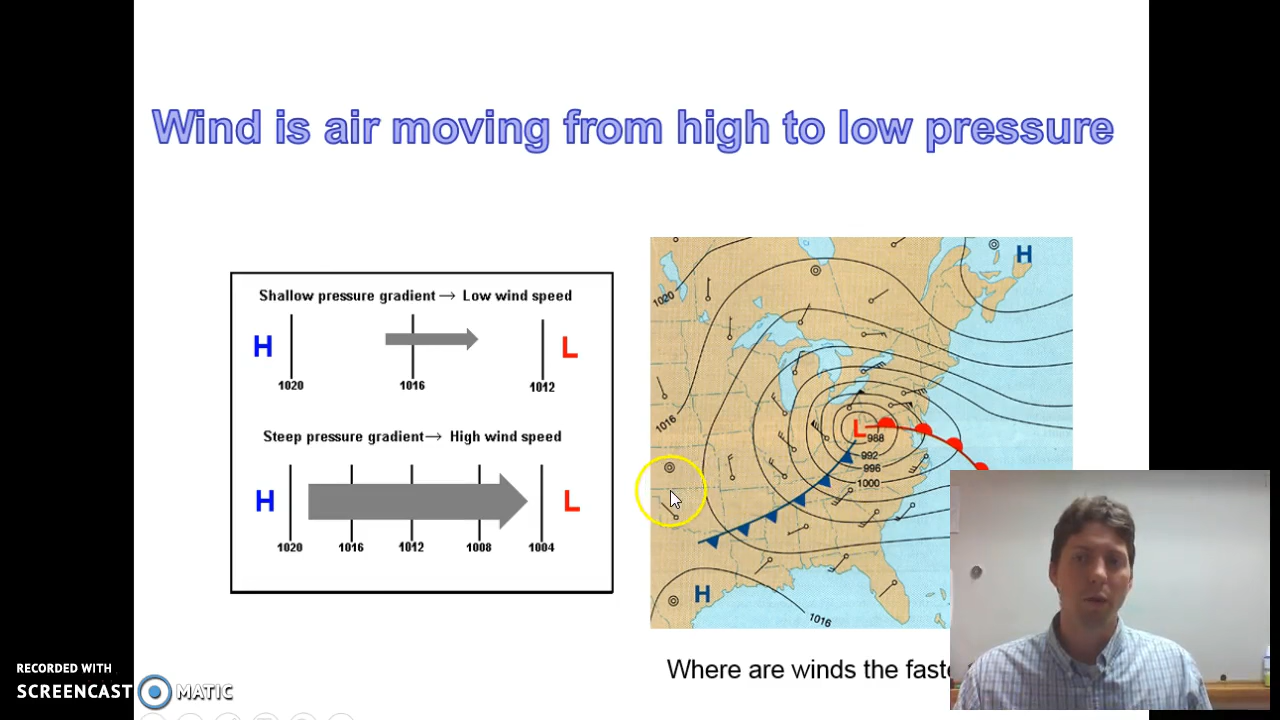 Wind is air moving from high to low pressure
Shallow pressure gradient → Low wind speed
H L
1020 1016 1012
Steep pressure gradient → High wind speed
H L
1020 1016 1012 1008 1004
H
1020
1016
L
988
992
996
1000
H
1016
Where are winds the faste
RECORDED WITH
SCREENCAST MATIC